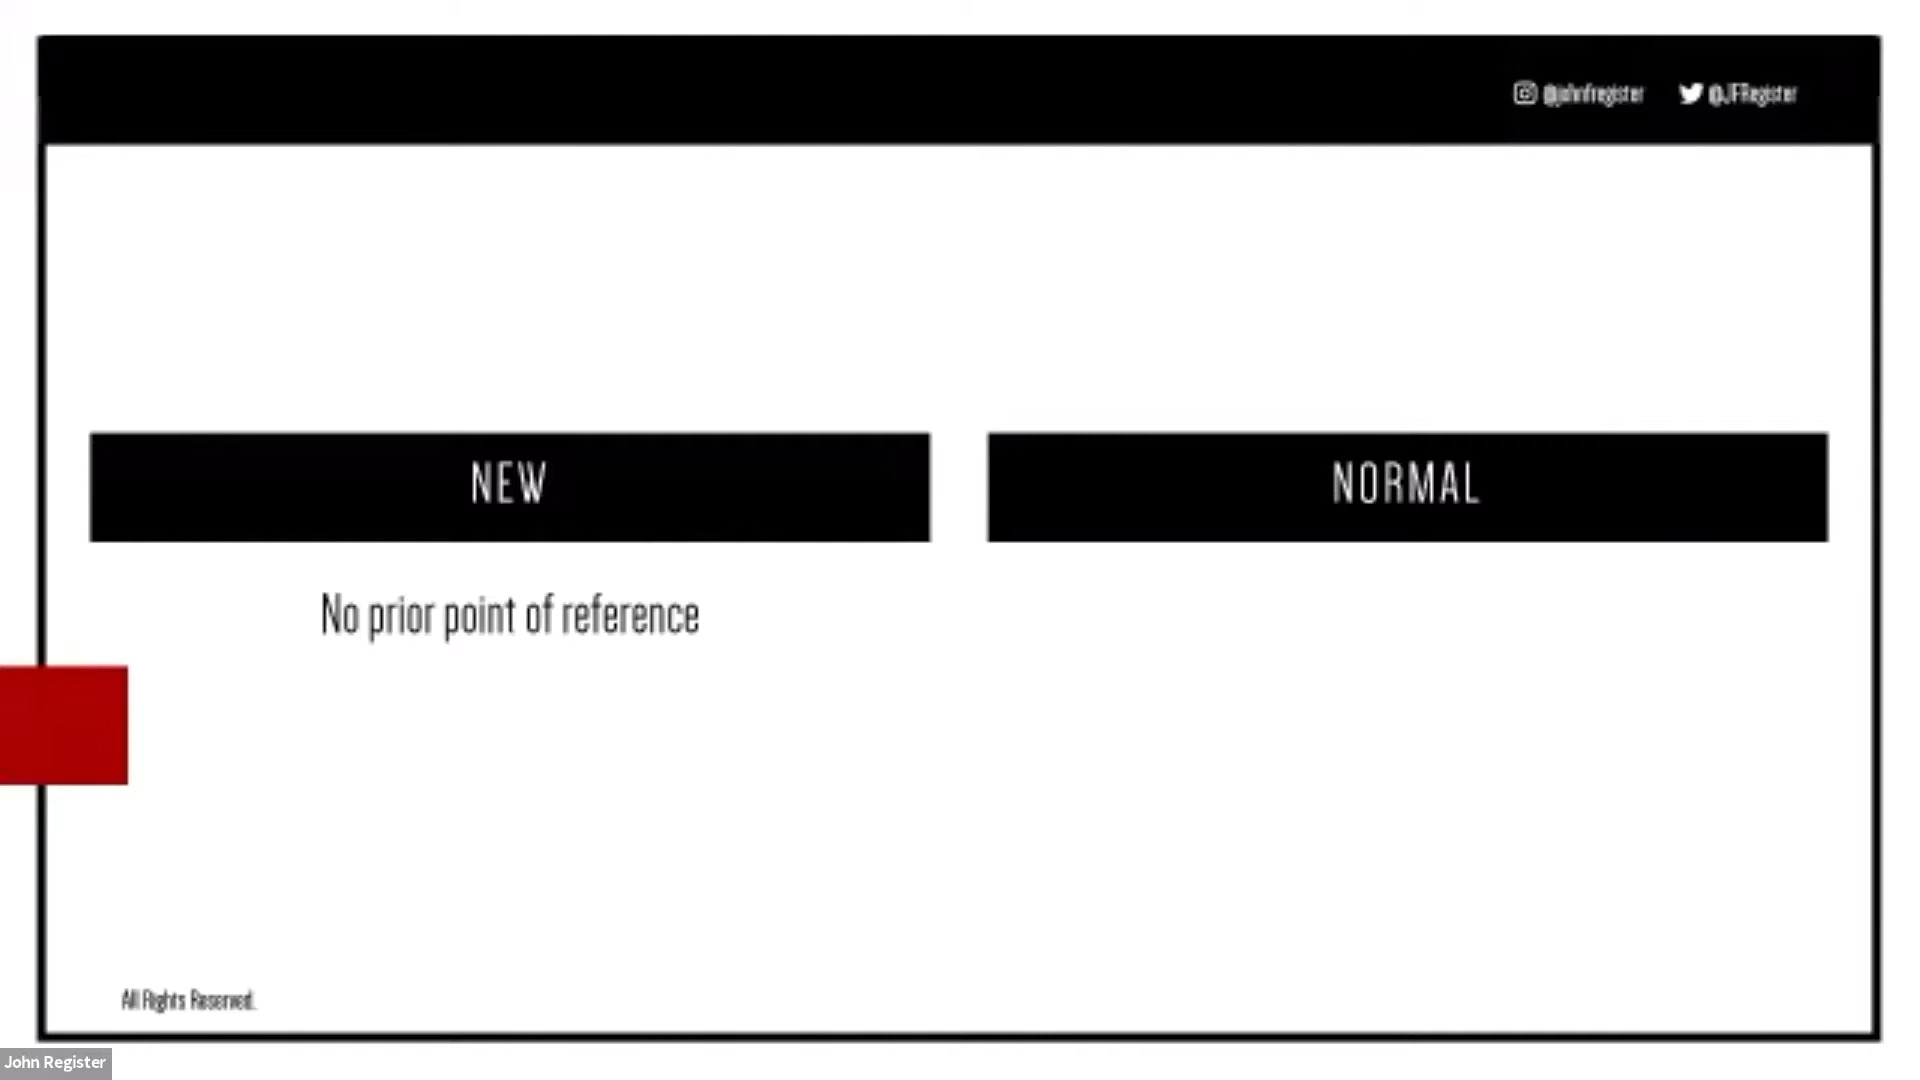 @johnfregister @JFRegister
NEW NORMAL
No prior point of reference
All Rights Reserved.
John Register